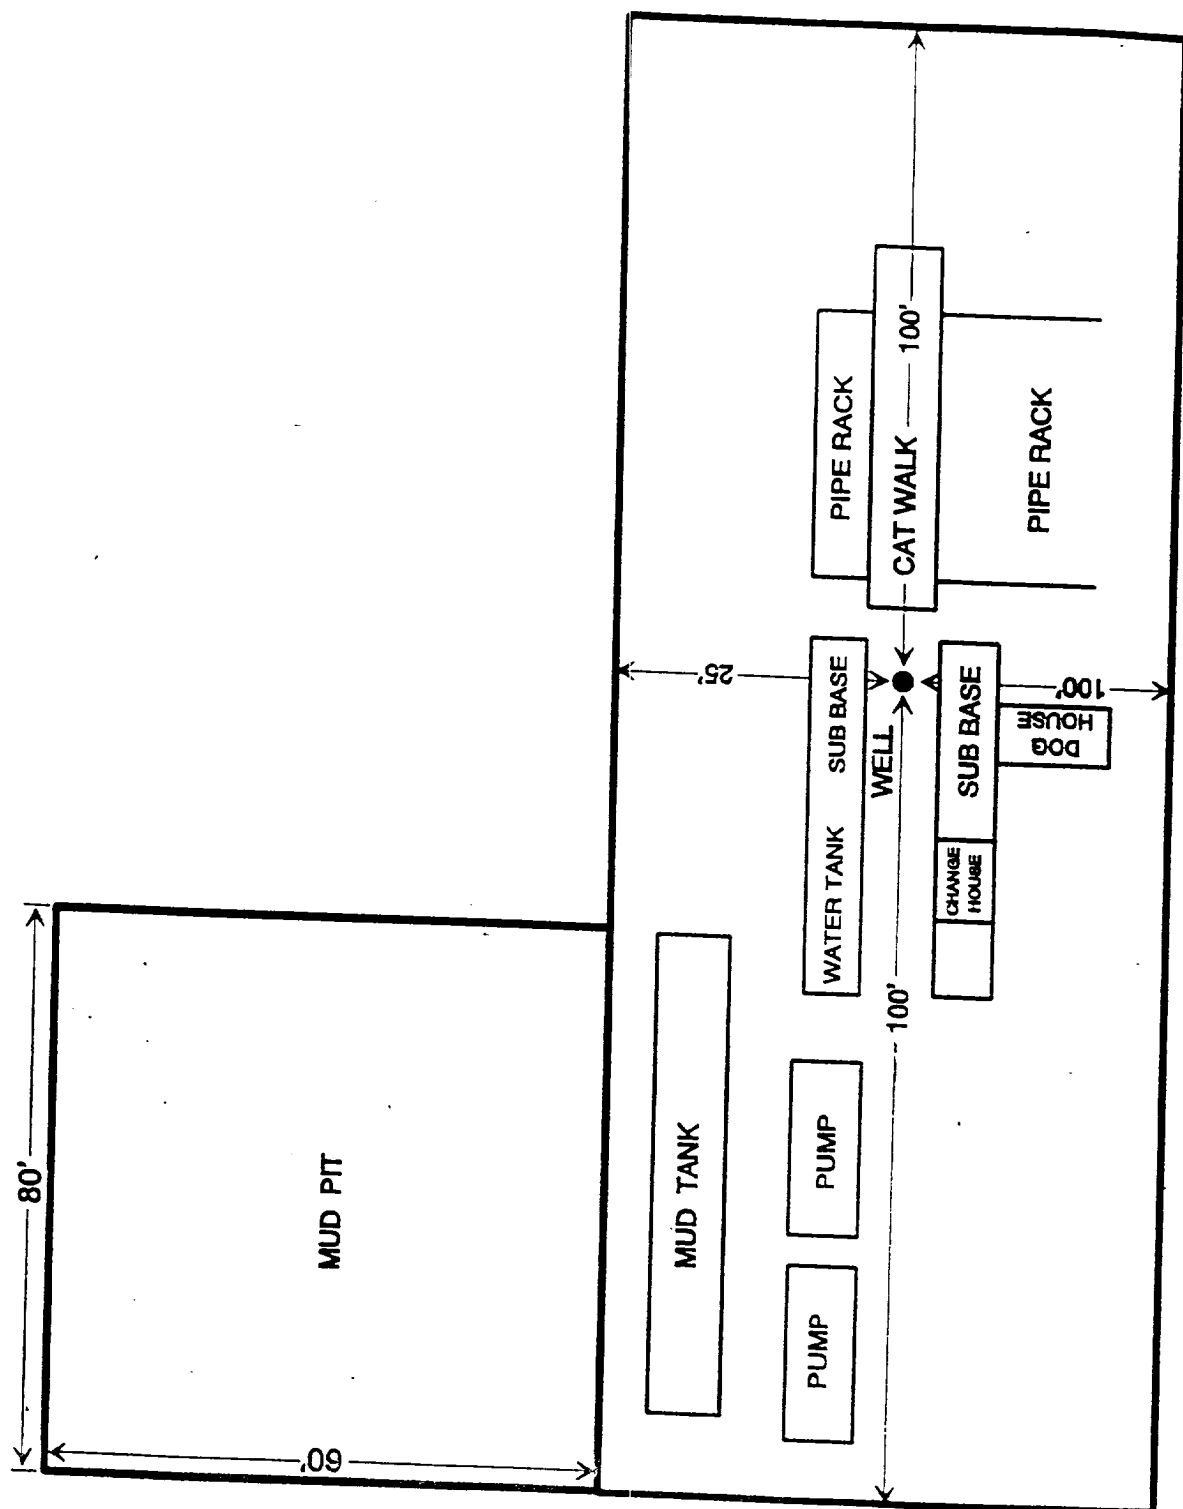 80'
60'
MUD PIT
MUD TANK
PUMP
PUMP
100'
WATER TANK
SUB BASE
WELL
25'
CHANGE
HOUSE
SUB BASE
DOG
HOUSE
100'
PIPE RACK
CAT WALK
100'
PIPE RACK